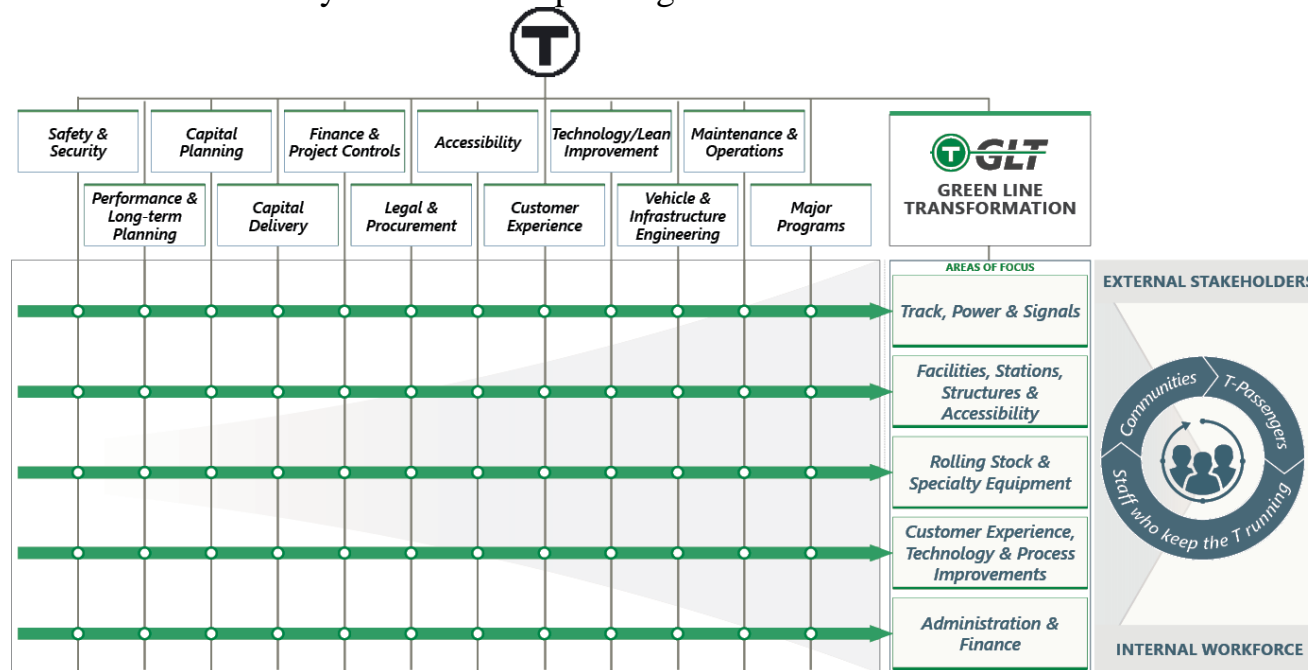 T
Safety &
Security
Capital
Planning
Finance &
Project Controls
Accessibility
Technology/Lean
Improvement
Maintenance &
Operations
Performance &
Long-term
Planning
Capital
Delivery
Legal &
Procurement
Customer
Experience
Vehicle &
Infrastructure
Engineering
Major
Programs
T GLT
GREEN LINE
TRANSFORMATION
AREAS OF FOCUS
Track, Power & Signals
Facilities, Stations,
Structures &
Accessibility
Rolling Stock &
Specialty Equipment
Customer Experience,
Technology & Process
Improvements
Administration &
Finance
EXTERNAL STAKEHOLDERS
Communities
T-Passengers
Staff who keep the T running
INTERNAL WORKFORCE